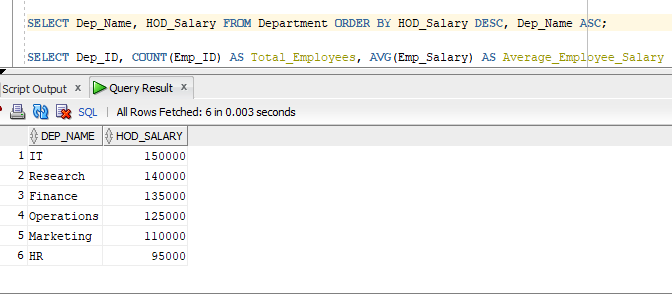 SELECT Dep_Name, HOD_Salary FROM Department ORDER BY HOD_Salary DESC, Dep_Name ASC;
SELECT Dep_ID, COUNT(Emp_ID) AS Total_Employees, AVG(Emp_Salary) AS Average_Employee_Salary
Script Output x Query Result x
SQL | All Rows Fetched: 6 in 0.003 seconds
DEP_NAME HOD_SALARY
1 IT 150000
2 Research 140000
3 Finance 135000
4 Operations 125000
5 Marketing 110000
6 HR 95000